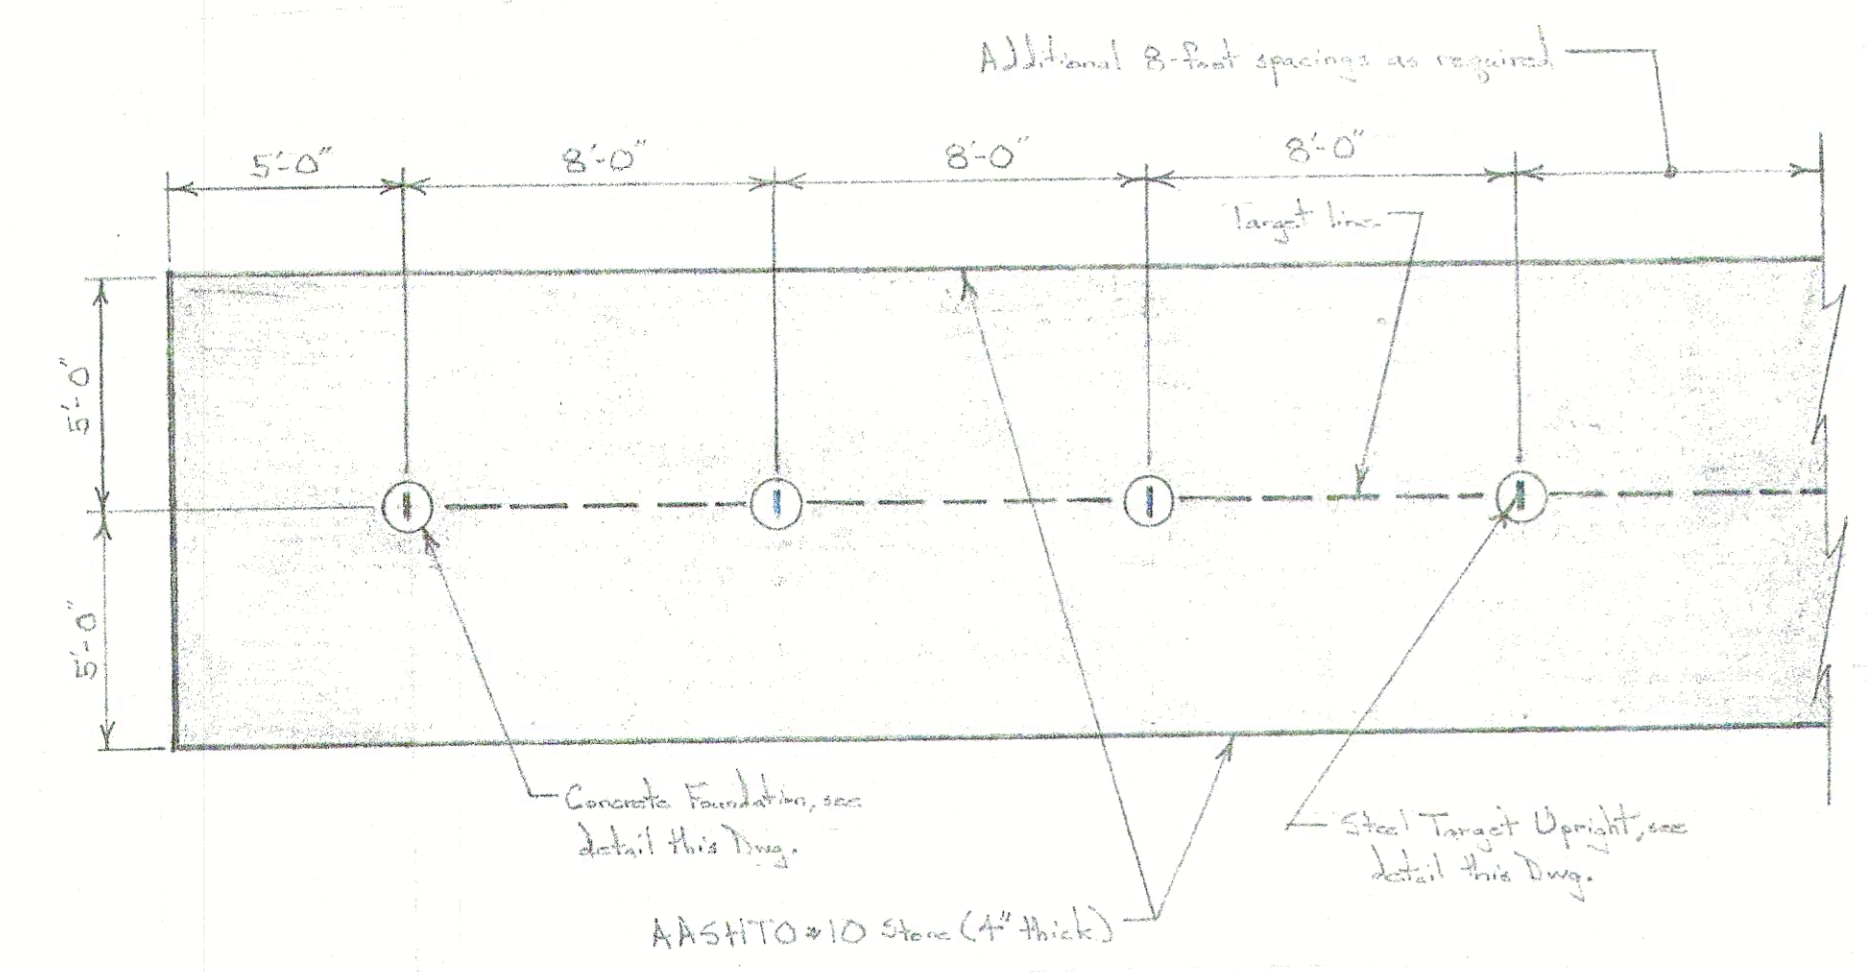 Additional 8-foot spacings as required
5'-0"
8'-0"
8'-0"
8'-0"
Target line
5'-0"
5'-0"
Concrete Foundation, see
detail this Dwg.
Steel Target Upright, see
detail this Dwg.
AASHTO #10 Stone (4" thick)